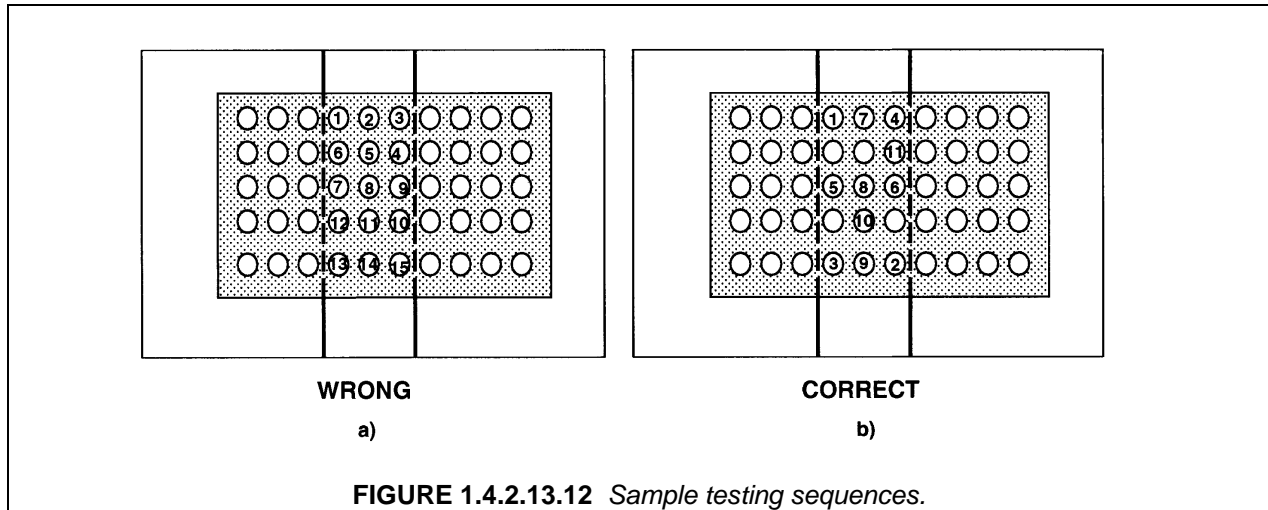 1 2 3 1 7 4
6 5 4 11
7 8 9 5 8 6
12 11 10 10
13 14 15 3 9 2
WRONG CORRECT
a) b)
FIGURE 1.4.2.13.12 Sample testing sequences.